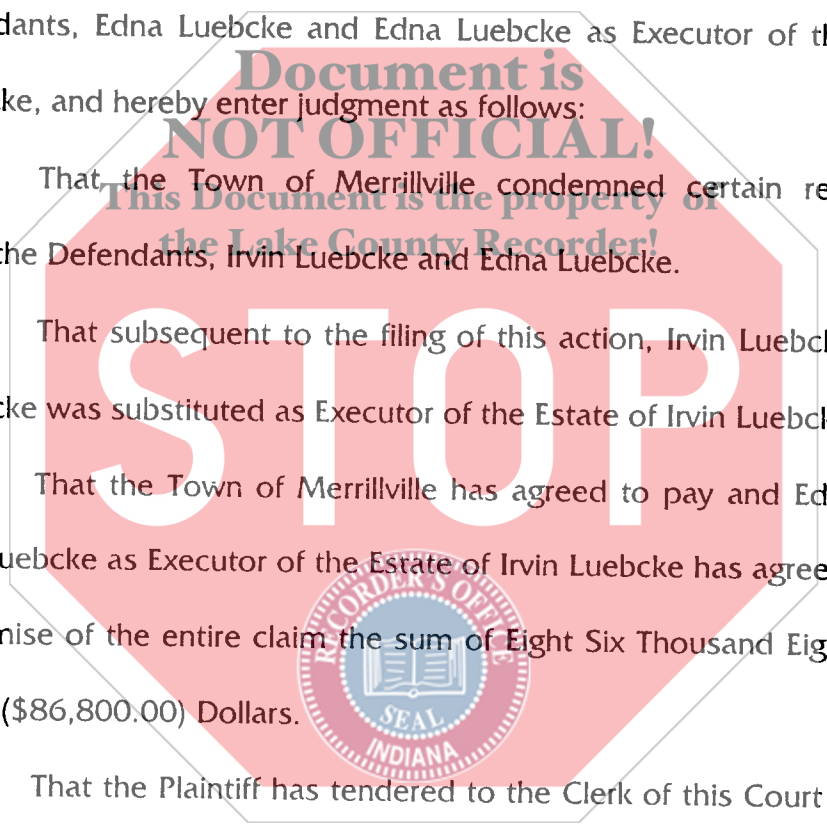 dants, Edna Luebcke and Edna Luebcke as Executor of th
Document is
ke, and hereby enter judgment as follows:
NOT OFFICIAL!
That the Town of Merrillville condemned certain re
This Document is the property of
the Lake County Recorder!
the Defendants, Irvin Luebcke and Edna Luebcke.
That subsequent to the filing of this action, Irvin Luebck
STOP
cke was substituted as Executor of the Estate of Irvin Luebck
That the Town of Merrillville has agreed to pay and Ed
uebcke as Executor of the Estate of Irvin Luebcke has agree
RECORDER'S OFFICE
mise of the entire claim the sum of Eight Six Thousand Eig
($86,800.00) Dollars.
SEAL
INDIANA
That the Plaintiff has tendered to the Clerk of this Court